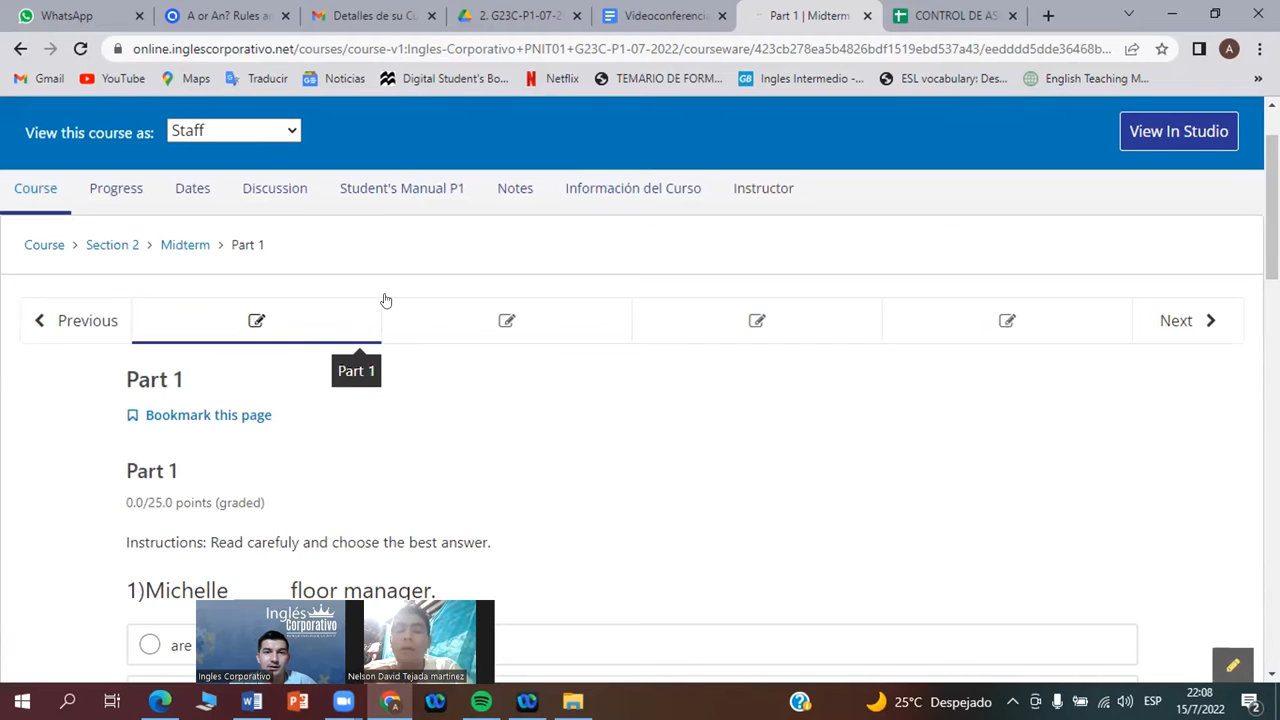 WhatsApp
A or An? Rules ar
Detalles de su C
2. G23C-P1-07-2
Videoconferenci
Part 1 | Midterm
CONTROL DE AS
online.inglescorporativo.net/courses/course-v1:Ingles-Corporativo+PNIT01+G23C-P1-07-2022/courseware/423cb278ea5b4826bdf1519ebd537a43/eedddd5dde36468b...
A
Gmail
YouTube
Maps
Traducir
Noticias
Digital Student's Bo...
Netflix
TEMARIO DE FORM...
Ingles Intermedio -...
ESL vocabulary: Des...
English Teaching M...
»
View this course as:
Staff
View In Studio
Course
Progress
Dates
Discussion
Student's Manual P1
Notes
Información del Curso
Instructor
Course > Section 2 > Midterm > Part 1
Previous
Next
Part 1
Part 1
Bookmark this page
Part 1
0.0/25.0 points (graded)
Instructions: Read carefuly and choose the best answer.
1)Michelle floor manager.
are
Inglés
Corporativo
Ingles Corporativo
Nelson David Tejada martinez
25°C Despejado
ESP
22:08
15/7/2022
2